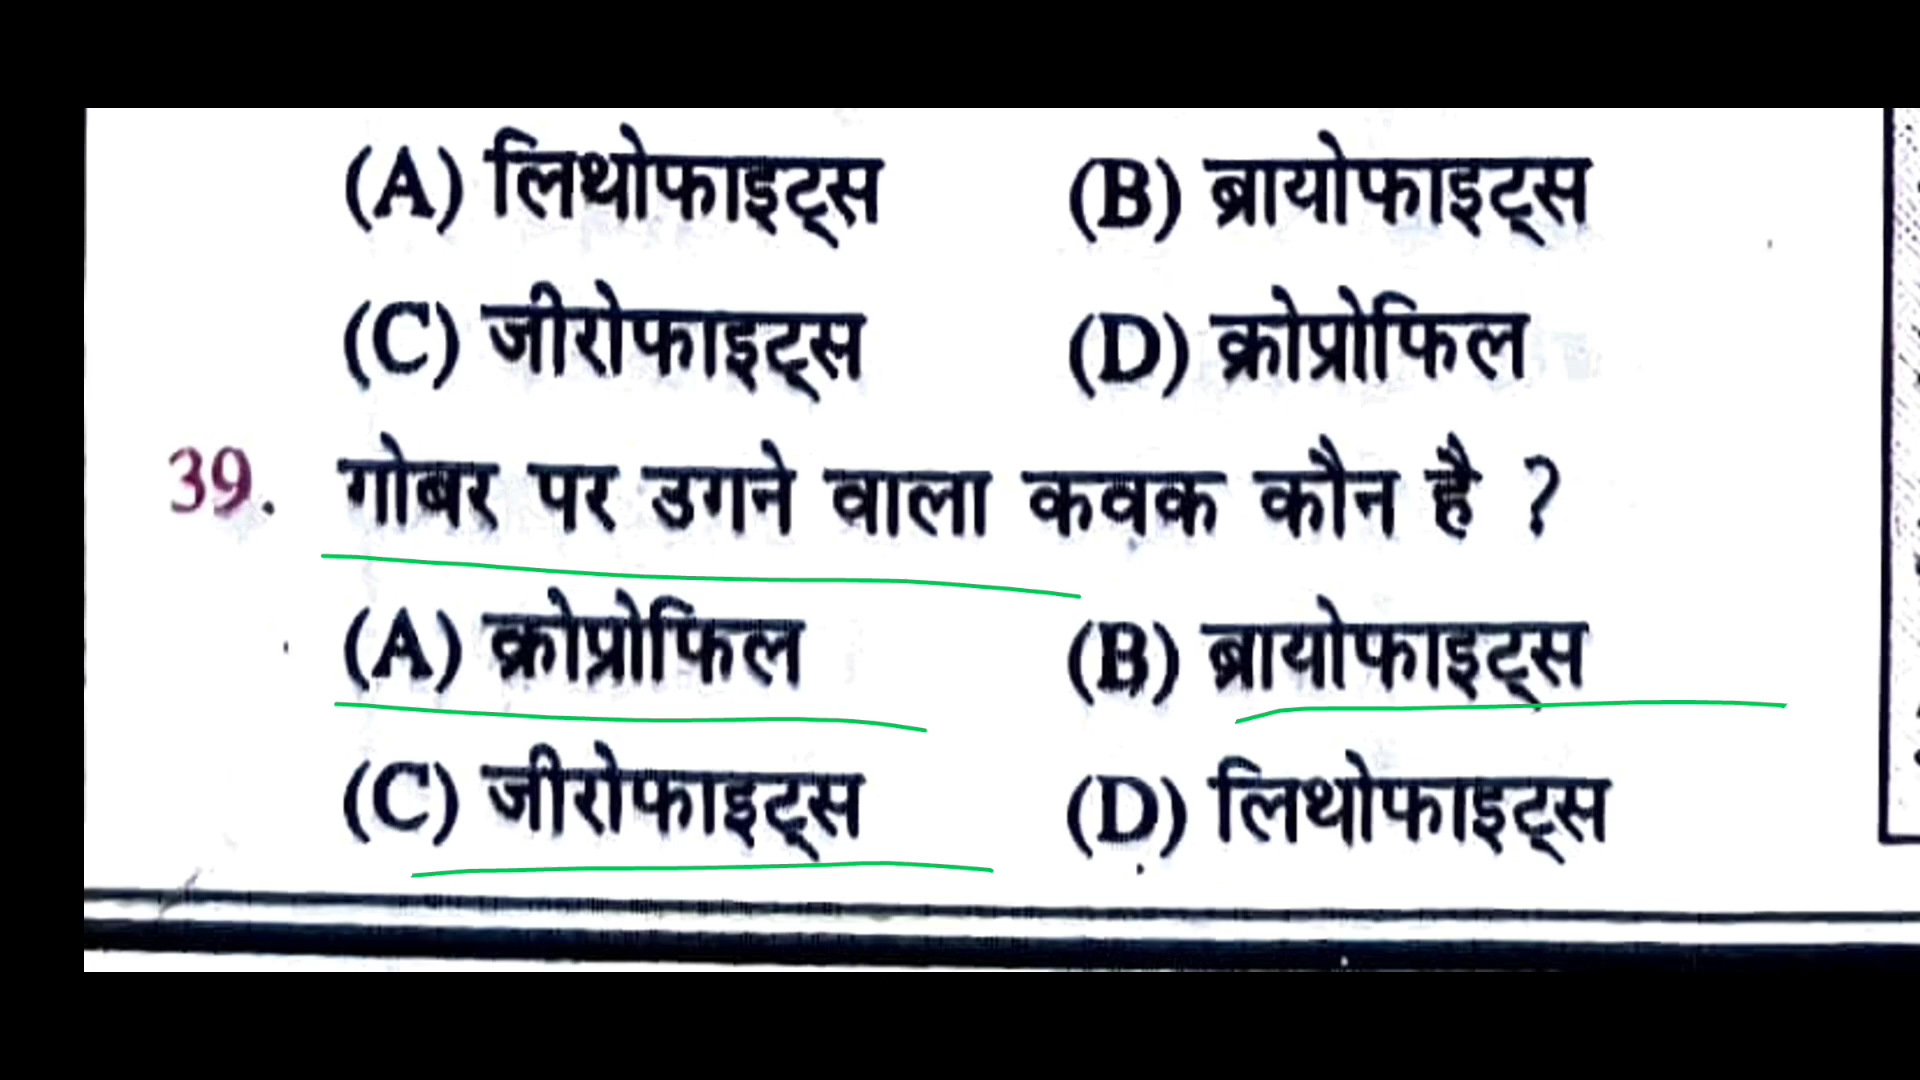 (A) लिथोफाइट्स (B) ब्रायोफाइट्स
(C) जीरोफाइट्स (D) क्रोप्रोफिल
39. गोबर पर उगने वाला कवक कौन है ?
(A) क्रोप्रोफिल (B) ब्रायोफाइट्स
(C) जीरोफाइट्स (D) लिथोफाइट्स